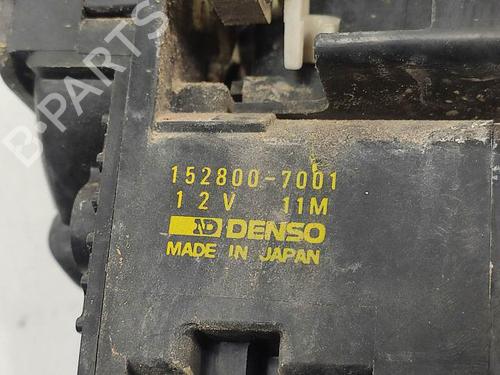 B-PARTS
152800-7001
12V 11M
ND DENSO
MADE IN JAPAN